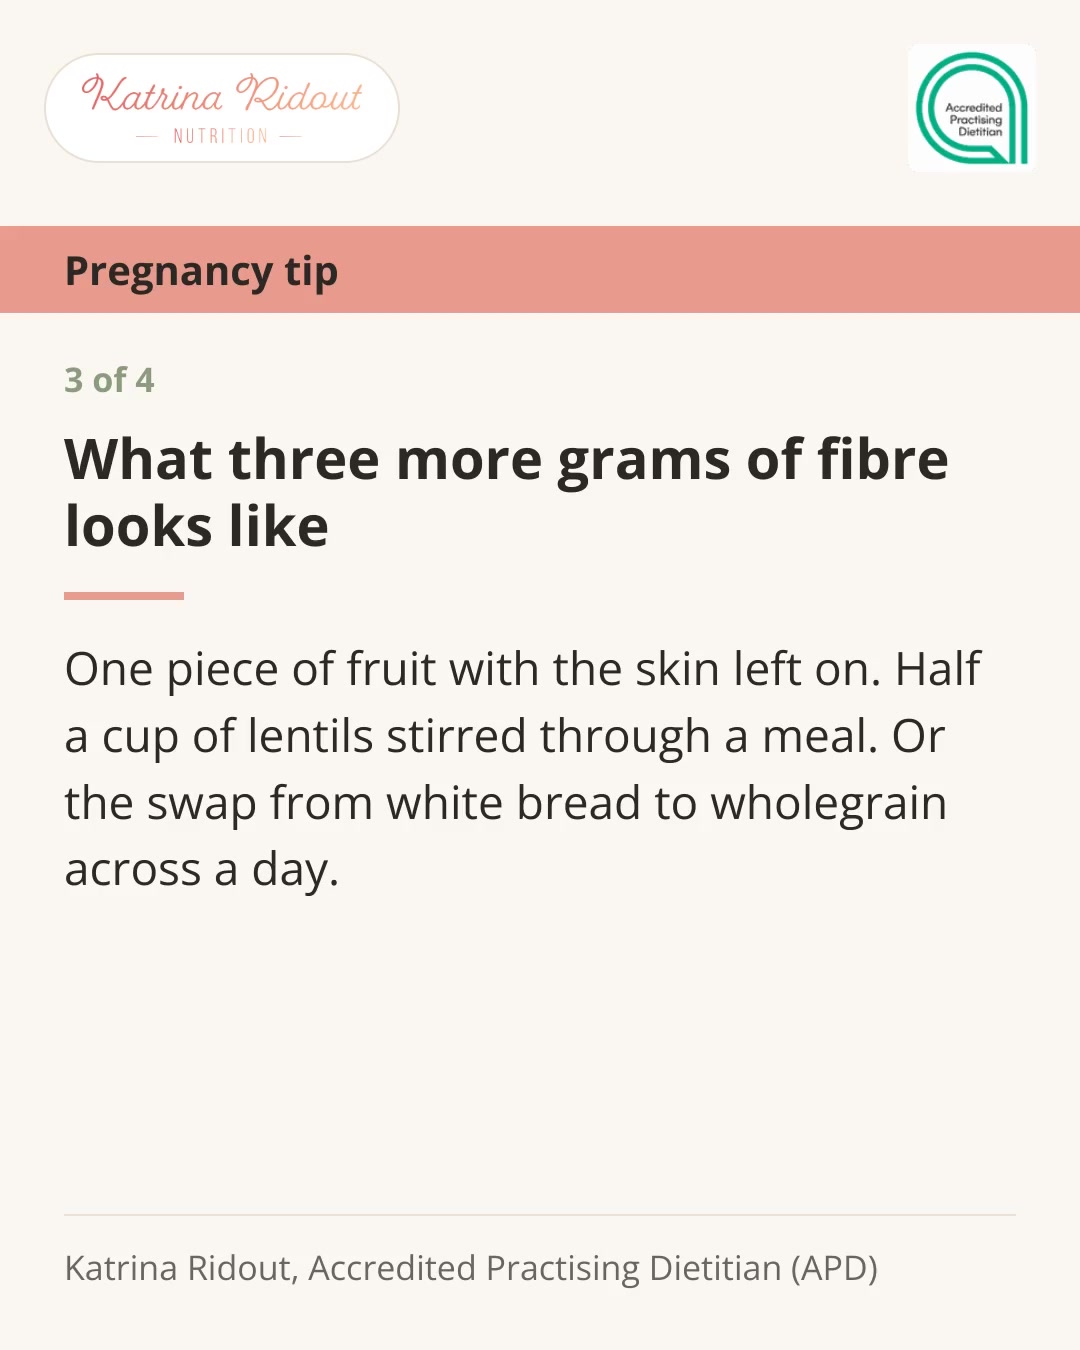 Katrina Ridout
NUTRITION
Accredited
Practising
Dietitian
Pregnancy tip
3 of 4
What three more grams of fibre
looks like
One piece of fruit with the skin left on. Half
a cup of lentils stirred through a meal. Or
the swap from white bread to wholegrain
across a day.
Katrina Ridout, Accredited Practising Dietitian (APD)